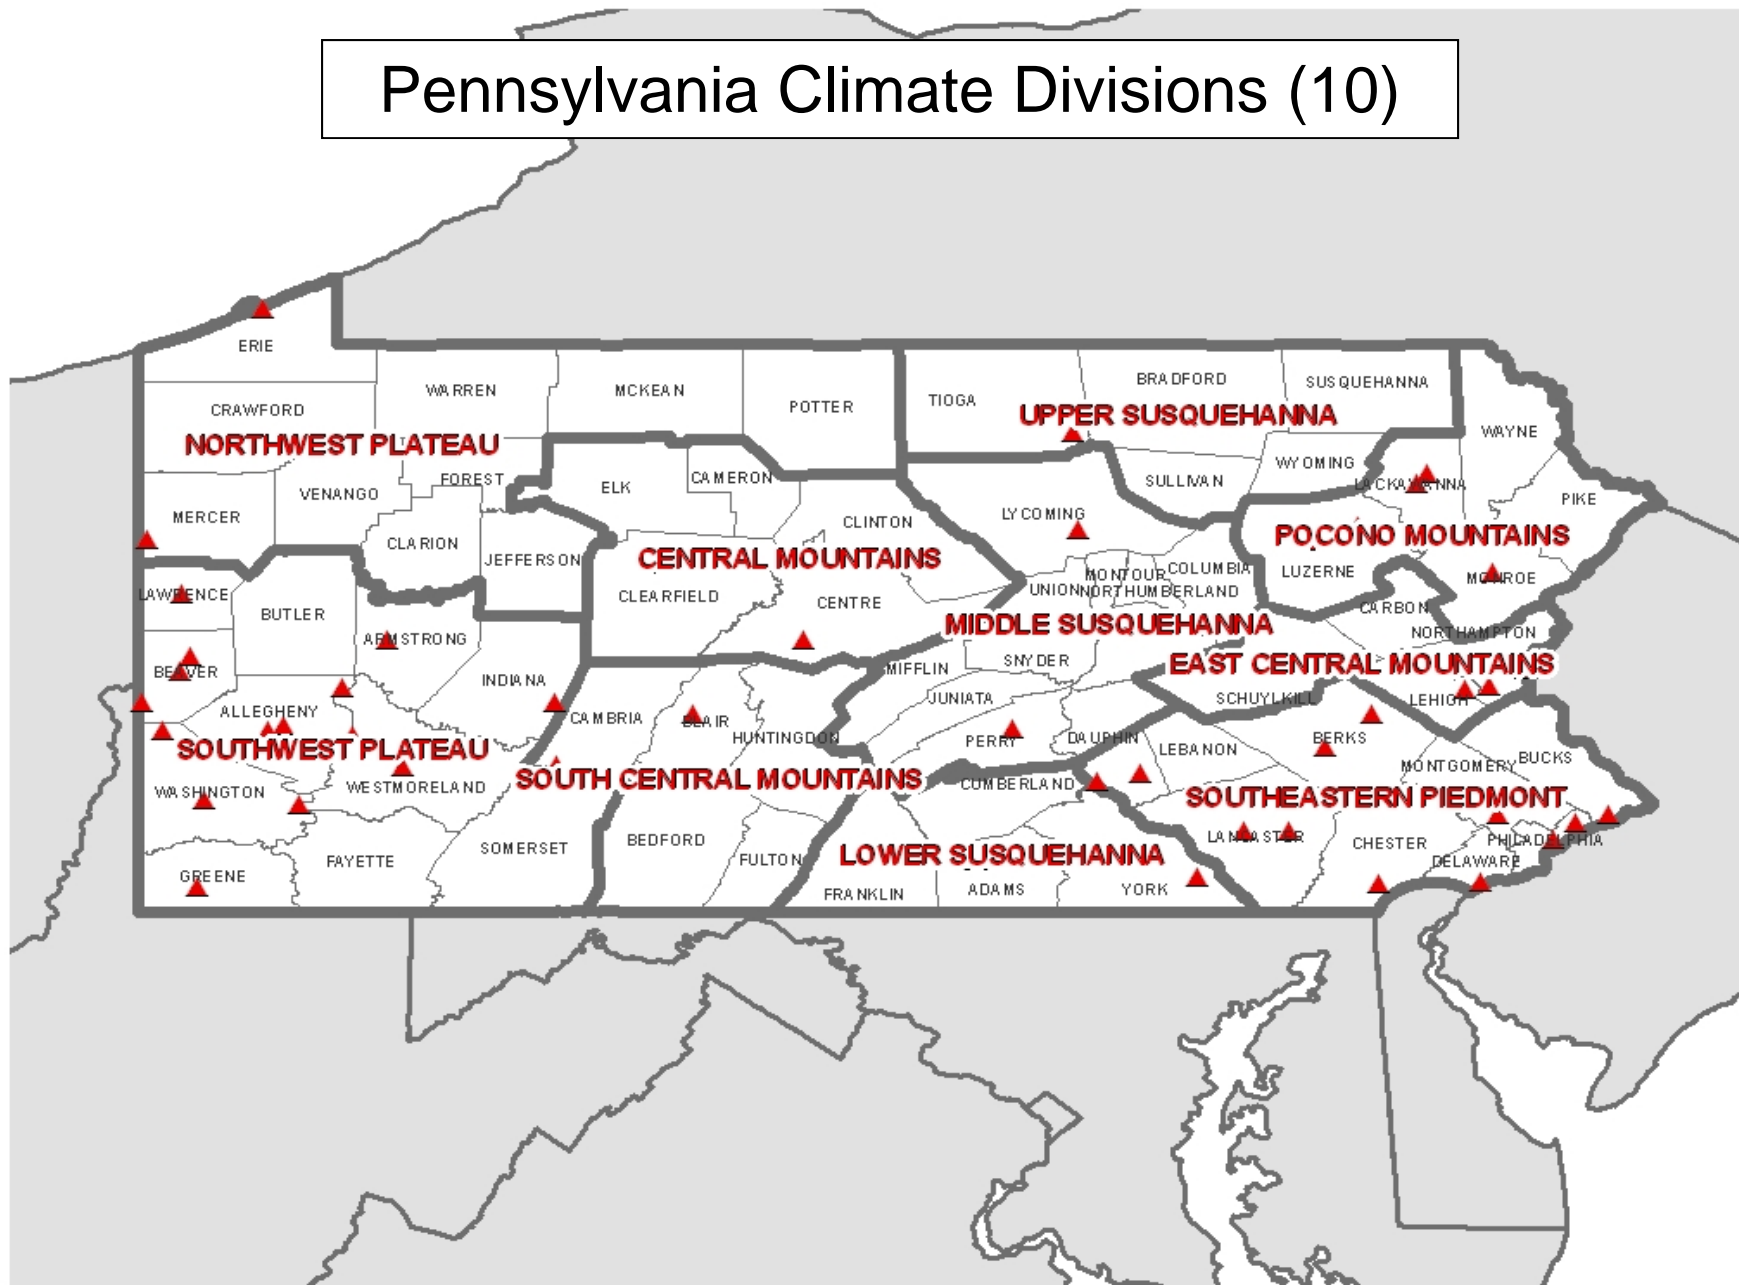 Pennsylvania Climate Divisions (10)
ERIE
BRADFORD
SUSQUEHANNA
WARREN
MCKEAN
POTTER
TIOGA
CRAWFORD
UPPER SUSQUEHANNA
WAYNE
NORTHWEST PLATEAU
WYOMING
FOREST
CAMERON
SULLIVAN
LACKAWANNA
VENANGO
ELK
PIKE
MERCER
CLINTON
LYCOMING
CLARION
JEFFERSON
CENTRAL MOUNTAINS
POCONO MOUNTAINS
MONTOUR
COLUMBIA
LUZERNE
MONROE
LAWRENCE
CLEARFIELD
CENTRE
UNION
NORTHUMBERLAND
CARBON
BUTLER
MIDDLE SUSQUEHANNA
NORTHAMPTON
ARMSTRONG
BEAVER
MIFFLIN
SNYDER
EAST CENTRAL MOUNTAINS
INDIANA
JUNIATA
SCHUYLKILL
LEHIGH
ALLEGHENY
CAMBRIA
BLAIR
HUNTINGDON
PERRY
DAUPHIN
LEBANON
BERKS
SOUTHWEST PLATEAU
MONTGOMERY
BUCKS
WASHINGTON
WESTMORELAND
SOUTH CENTRAL MOUNTAINS
CUMBERLAND
SOUTHEASTERN PIEDMONT
SOMERSET
BEDFORD
FULTON
LOWER SUSQUEHANNA
LANCASTER
CHESTER
PHILADELPHIA
FAYETTE
DELAWARE
GREENE
FRANKLIN
ADAMS
YORK